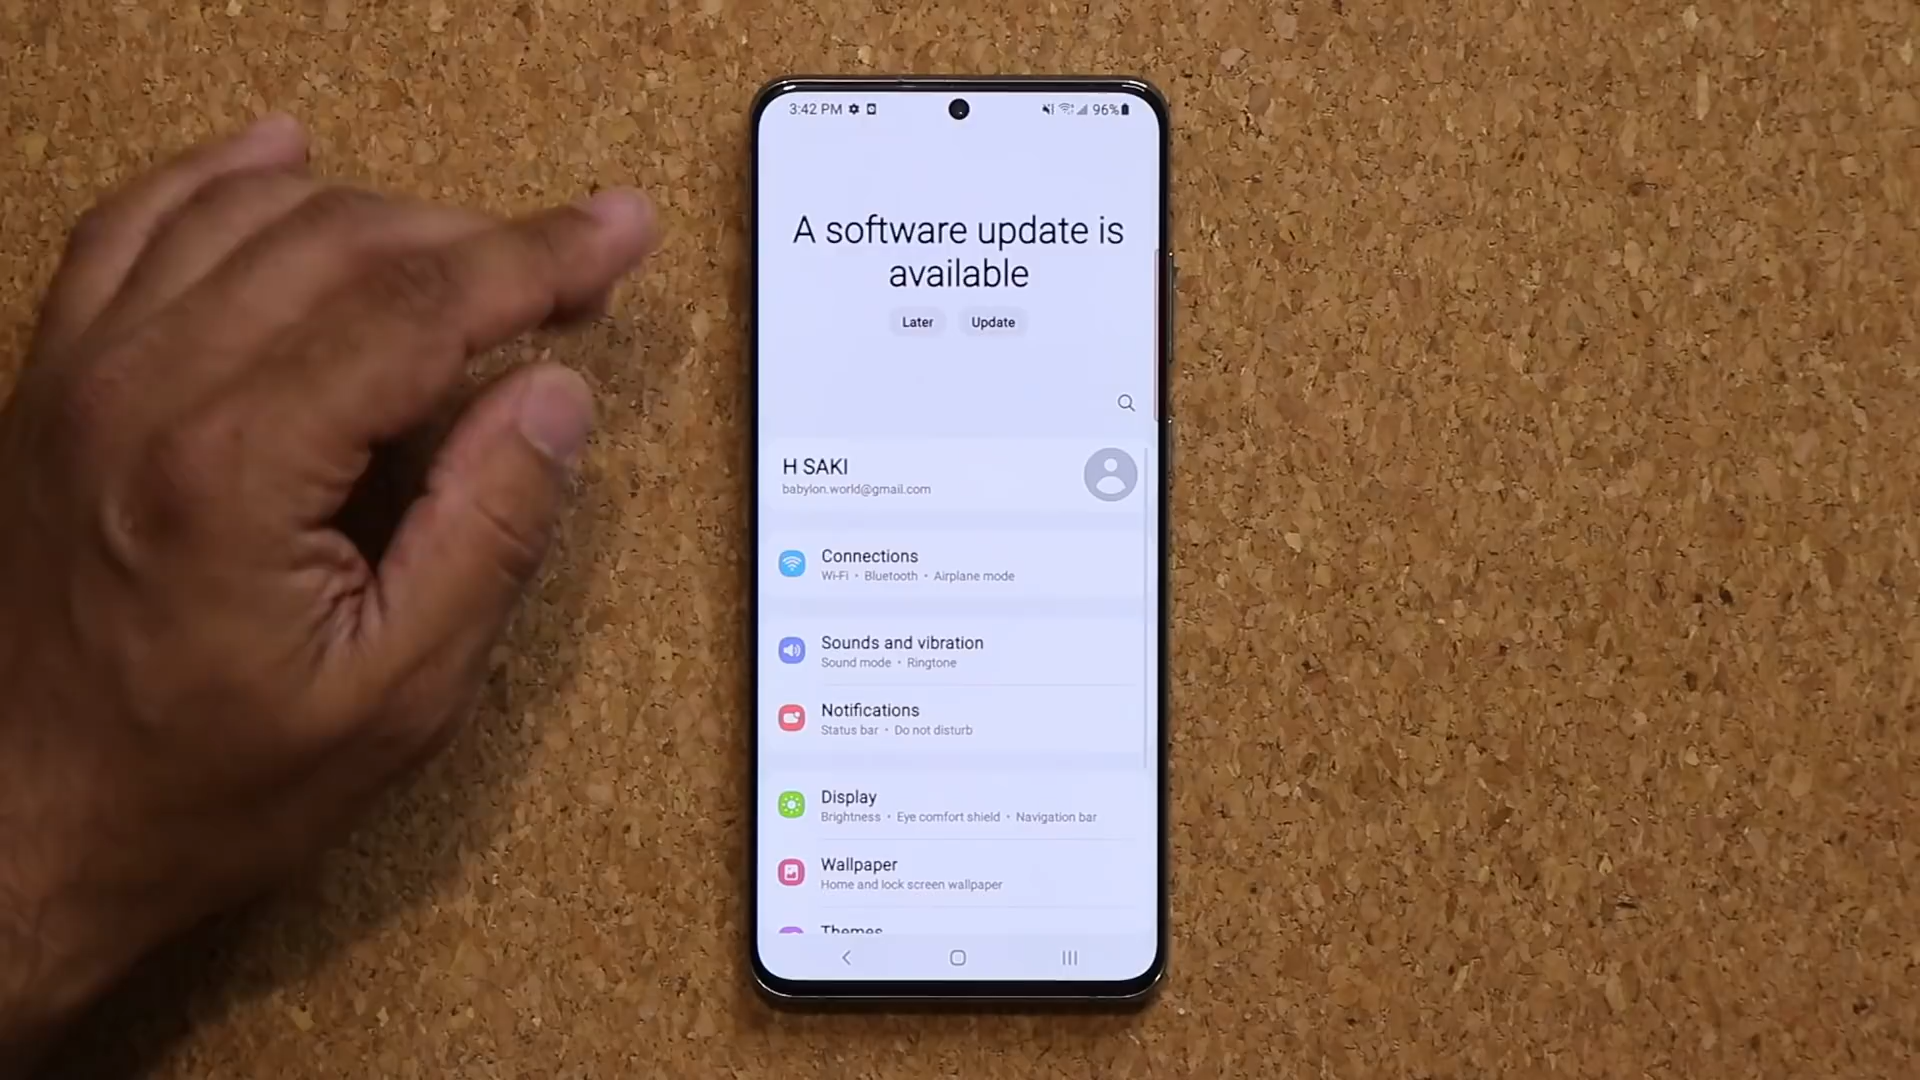 3:42 PM
96%
A software update is
available
Later
Update
H SAKI
babylon.world@gmail.com
Connections
Wi-Fi • Bluetooth • Airplane mode
Sounds and vibration
Sound mode • Ringtone
Notifications
Status bar • Do not disturb
Display
Brightness • Eye comfort shield • Navigation bar
Wallpaper
Home and lock screen wallpaper
Themes